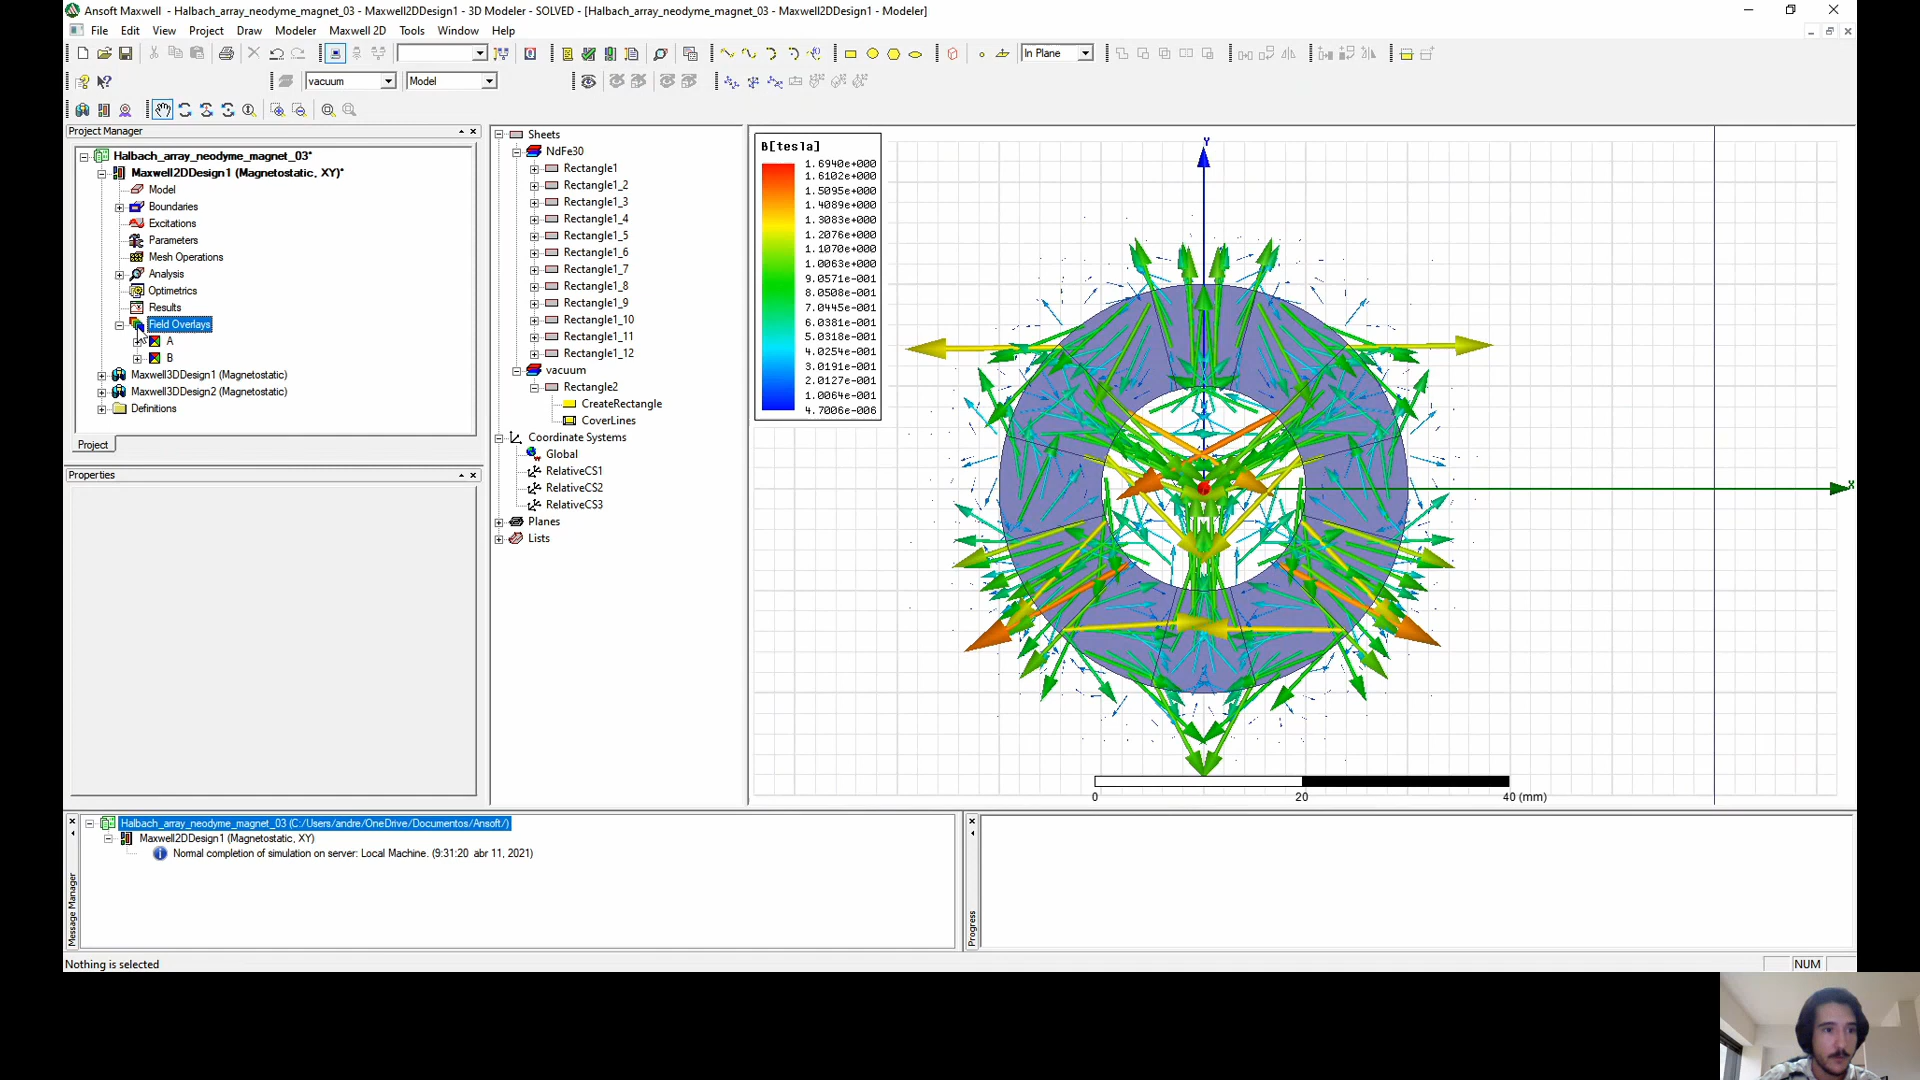 Ansoft Maxwell - Halbach_array_neodyme_magnet_03 - Maxwell2DDesign1 - 3D Modeler - SOLVED - [Halbach_array_neodyme_magnet_03 - Maxwell2DDesign1 - Modeler]
File Edit View Project Draw Modeler Maxwell 2D Tools Window Help
In Plane
vacuum Model
Project Manager
Halbach_array_neodyme_magnet_03*
Maxwell2DDesign1 (Magnetostatic, XY)*
Model
Boundaries
Excitations
Parameters
Mesh Operations
Analysis
Optimetrics
Results
Field Overlays
A
B
Maxwell3DDesign1 (Magnetostatic)
Maxwell3DDesign2 (Magnetostatic)
Definitions
Project
Properties
Sheets
NdFe30
Rectangle1
Rectangle1_2
Rectangle1_3
Rectangle1_4
Rectangle1_5
Rectangle1_6
Rectangle1_7
Rectangle1_8
Rectangle1_9
Rectangle1_10
Rectangle1_11
Rectangle1_12
vacuum
Rectangle2
CreateRectangle
CoverLines
Coordinate Systems
Global
RelativeCS1
RelativeCS2
RelativeCS3
Planes
Lists
B[tesla]
1.6940e+000
1.6102e+000
1.5095e+000
1.4089e+000
1.3083e+000
1.2076e+000
1.1070e+000
1.0063e+000
9.0571e-001
8.0508e-001
7.0445e-001
6.0381e-001
5.0318e-001
4.0254e-001
3.0191e-001
2.0127e-001
1.0064e-001
4.7006e-006
Y
X
0 20 40 (mm)
Halbach_array_neodyme_magnet_03 (C:/Users/andre/OneDrive/Documentos/Ansoft/)
Maxwell2DDesign1 (Magnetostatic, XY)
Normal completion of simulation on server: Local Machine. (9:31:20 abr 11, 2021)
Message Manager
Progress
Nothing is selected
NUM